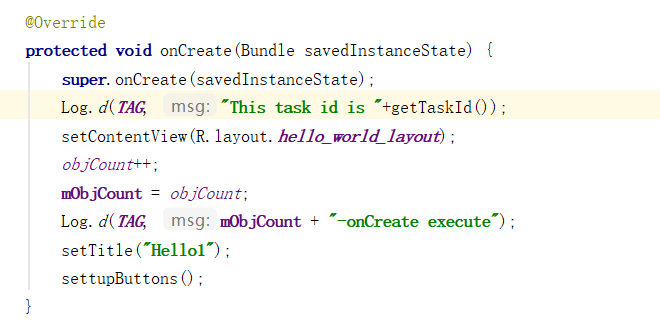 @Override
protected void onCreate(Bundle savedInstanceState) {
super.onCreate(savedInstanceState);
Log.d(TAG, msg: "This task id is "+getTaskId());
setContentView(R.layout.hello_world_layout);
objCount++;
mObjCount = objCount;
Log.d(TAG, msg: mObjCount + "-onCreate execute");
setTitle("Hello1");
settupButtons();
}